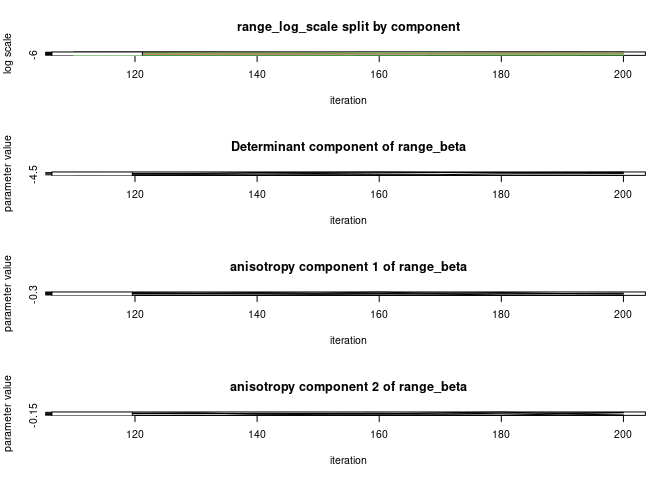 range_log_scale split by component
log scale
-6
120 140 160 180 200
iteration
Determinant component of range_beta
parameter value
-4.5
120 140 160 180 200
iteration
anisotropy component 1 of range_beta
parameter value
-0.3
120 140 160 180 200
iteration
anisotropy component 2 of range_beta
parameter value
-0.15
120 140 160 180 200
iteration